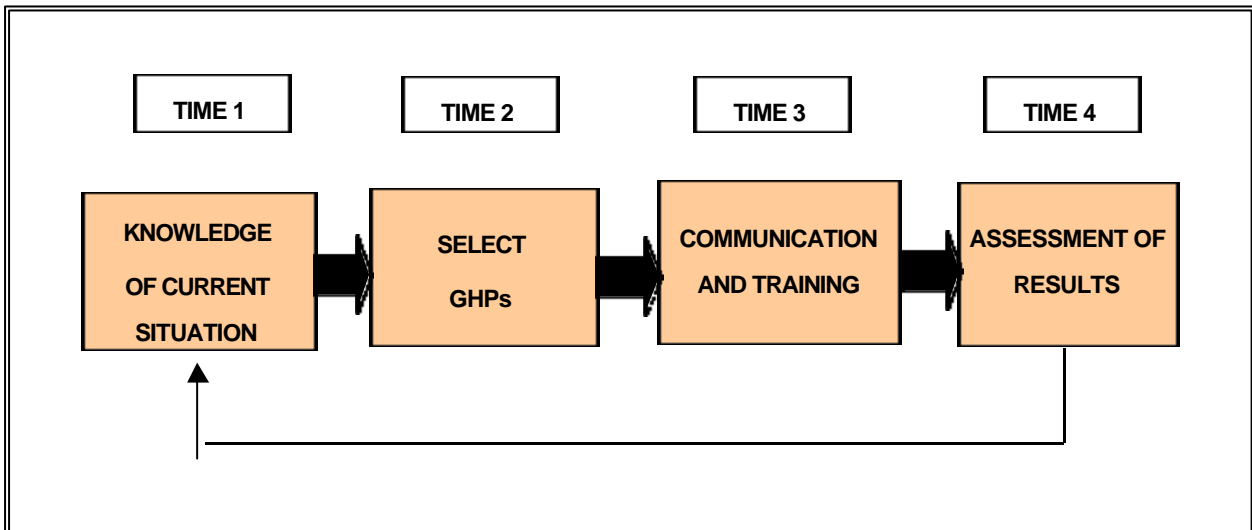 TIME 1
TIME 2
TIME 3
TIME 4
KNOWLEDGE
OF CURRENT
SITUATION
SELECT
GHPs
COMMUNICATION
AND TRAINING
ASSESSMENT OF
RESULTS